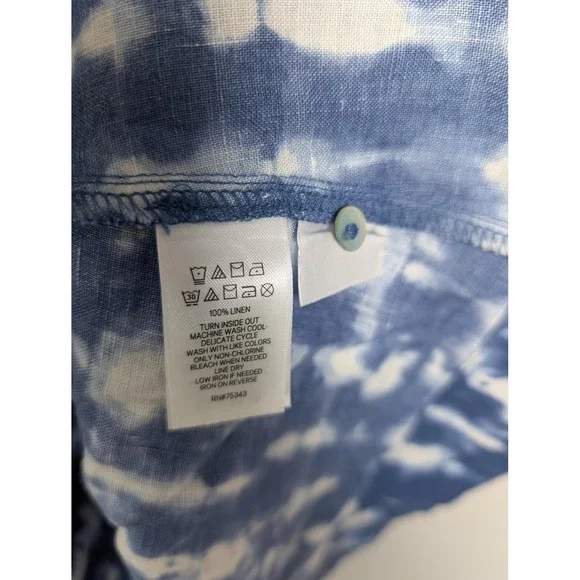 30
100% LINEN
TURN INSIDE OUT
MACHINE WASH COOL-
DELICATE CYCLE
WASH WITH LIKE COLORS
ONLY NON-CHLORINE
BLEACH WHEN NEEDED
LINE DRY
LOW IRON IF NEEDED
IRON ON REVERSE
RN#75343